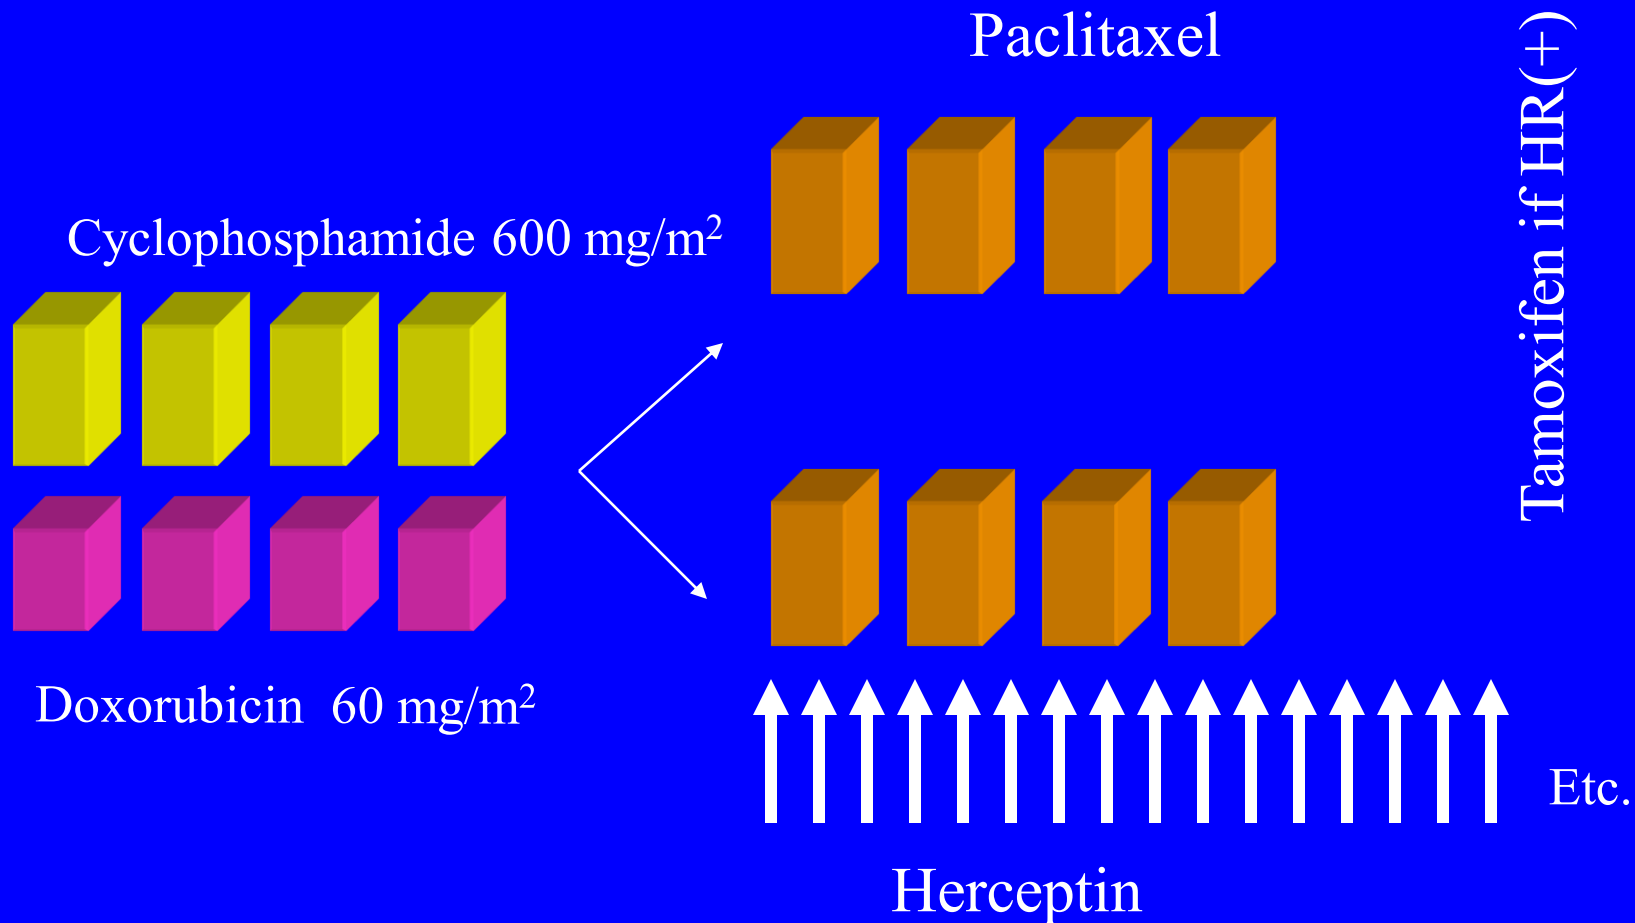 Paclitaxel
Tamoxifen if HR(+)
Cyclophosphamide 600 mg/m²
Doxorubicin 60 mg/m²
Etc.
Herceptin